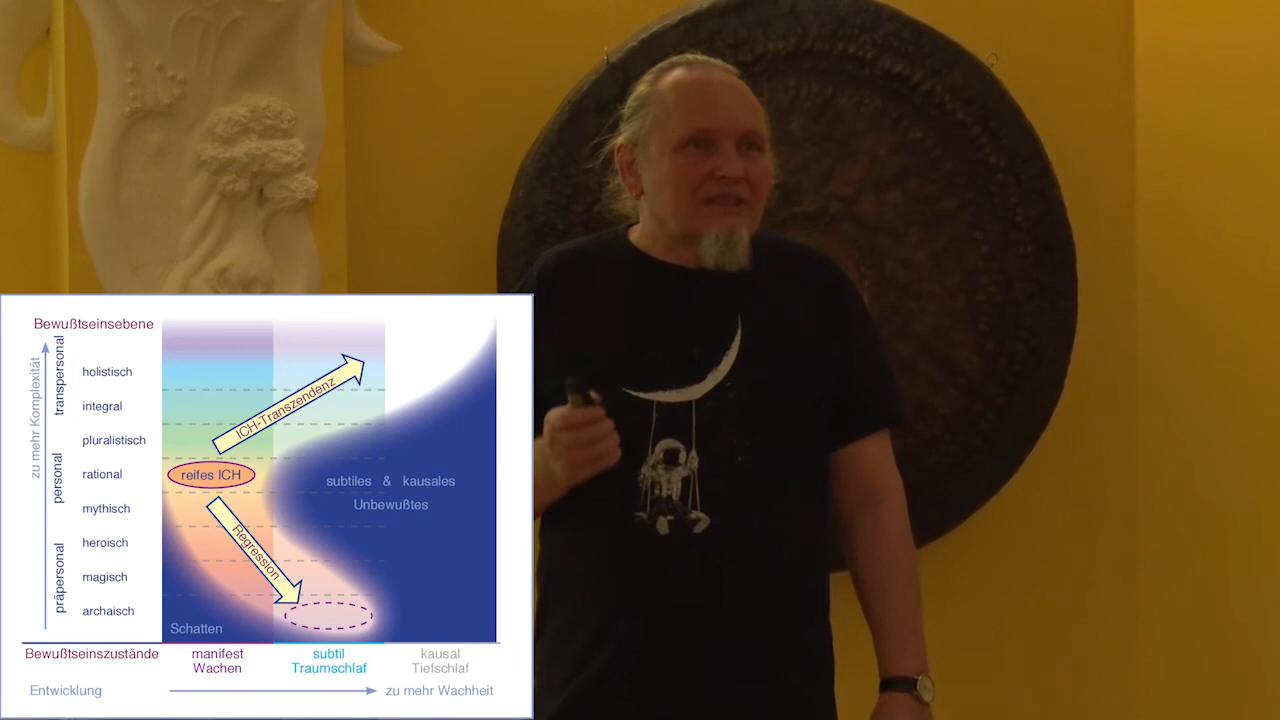 Bewußtseinsebene
zu mehr Komplexität
transpersonal
personal
präpersonal
holistisch
integral
pluralistisch
rational
mythisch
heroisch
magisch
archaisch
ICH-Transzendenz
reifes ICH
Regression
subtiles & kausales
Unbewußtes
Schatten
Bewußtseinszustände
manifest
Wachen
subtil
Traumschlaf
kausal
Tiefschlaf
Entwicklung
zu mehr Wachheit